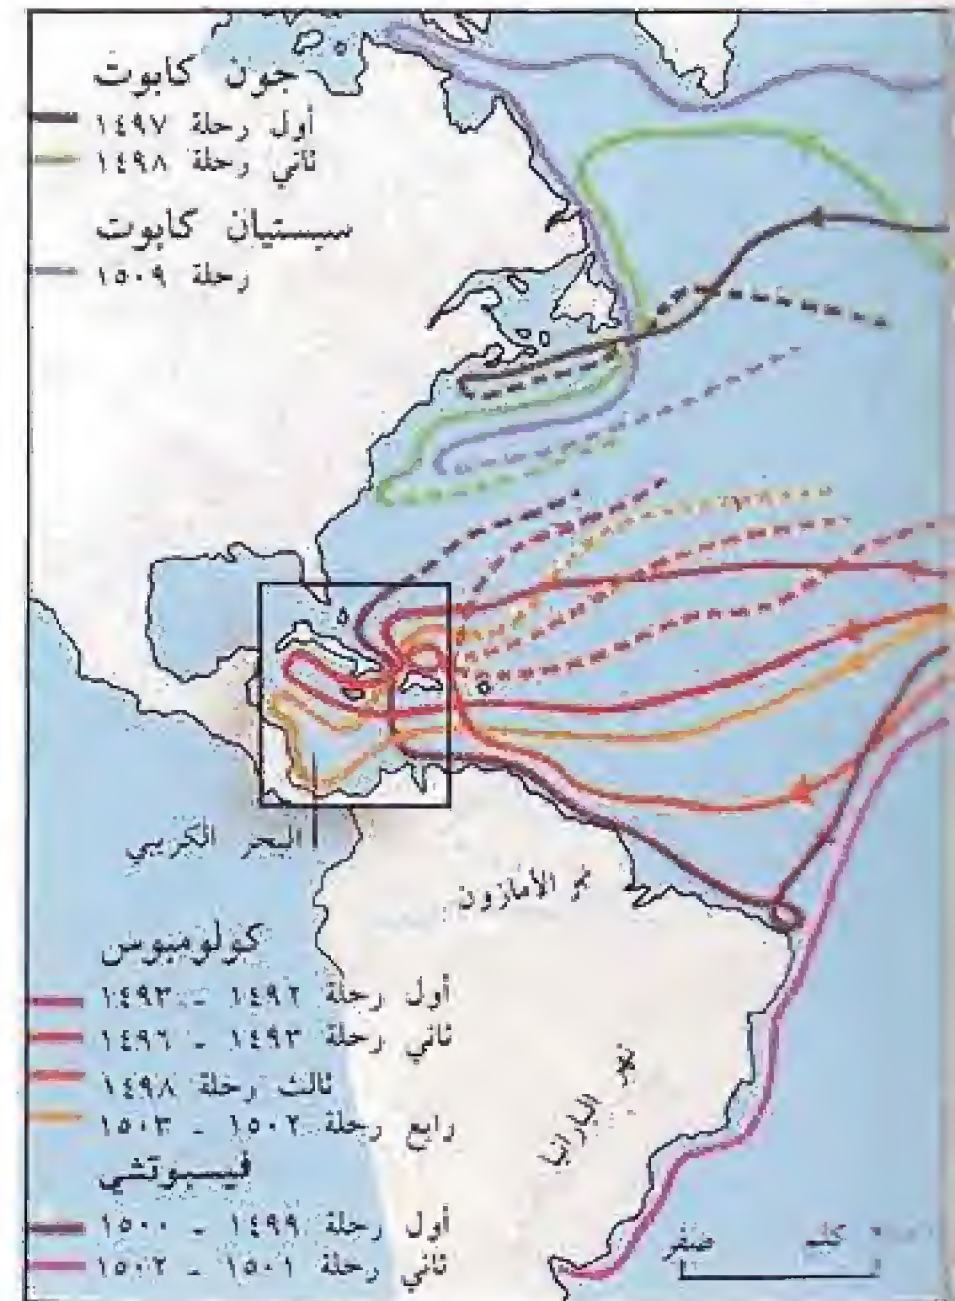 جون كابوت
أول رحلة ١٤٩٧
ثاني رحلة ١٤٩٨
سيستيان كابوت
رحلة ١٥٠٩
البحر الكريبي
نهر الأمازون
كولومبوس
أول رحلة ١٤٩٢ - ١٤٩٣
ثاني رحلة ١٤٩٣ - ١٤٩٦
ثالث رحلة ١٤٩٨
رابع رحلة ١٥٠٢ - ١٥٠٣
نهر البارانيا
فيسبوتشي
أول رحلة ١٤٩٩ - ١٥٠٠
ثاني رحلة ١٥٠١ - ١٥٠٢
صفر كلم